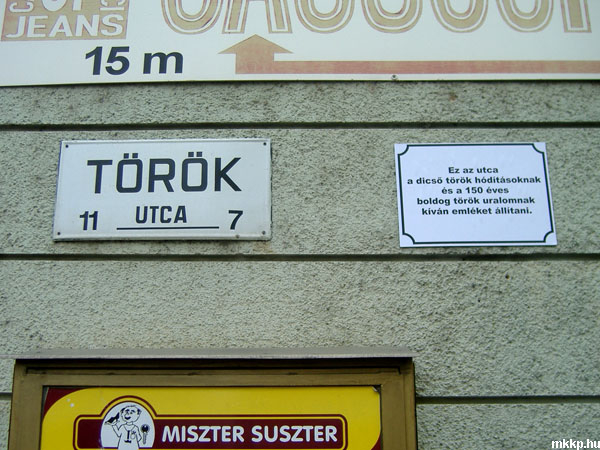 JEANS
15 m
TÖRÖK
UTCA
11 7
Ez az utca
a dicső török hódításoknak
és a 150 éves
boldog török uralomnak
kíván emléket állítani.
MISZTER SUSZTER
mkkp.hu